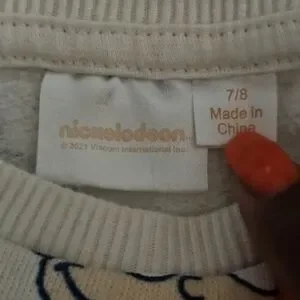 nickelodeon
© 2021 Viacom International Inc.
7/8
Made in
China